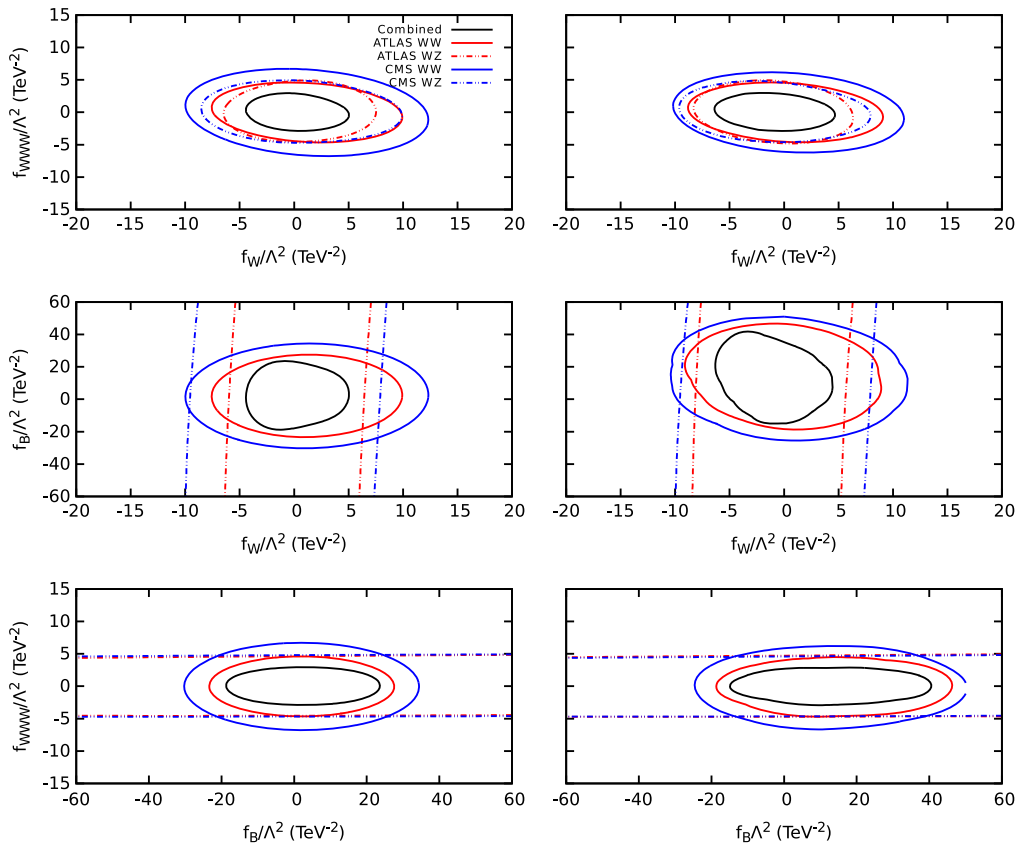 Combined
ATLAS WW
ATLAS WZ
CMS WW
CMS WZ
15
10
5
0
-5
-10
-15
-20 -15 -10 -5 0 5 10 15 20
f_WWW/Λ² (TeV⁻²)
f_W/Λ² (TeV⁻²)
15
10
5
0
-5
-10
-15
-20 -15 -10 -5 0 5 10 15 20
f_W/Λ² (TeV⁻²)
60
40
20
0
-20
-40
-60
-20 -15 -10 -5 0 5 10 15 20
f_B/Λ² (TeV⁻²)
f_W/Λ² (TeV⁻²)
60
40
20
0
-20
-40
-60
-20 -15 -10 -5 0 5 10 15 20
f_W/Λ² (TeV⁻²)
15
10
5
0
-5
-10
-15
-60 -40 -20 0 20 40 60
f_WWW/Λ² (TeV⁻²)
f_B/Λ² (TeV⁻²)
15
10
5
0
-5
-10
-15
-60 -40 -20 0 20 40 60
f_BΛ² (TeV⁻²)